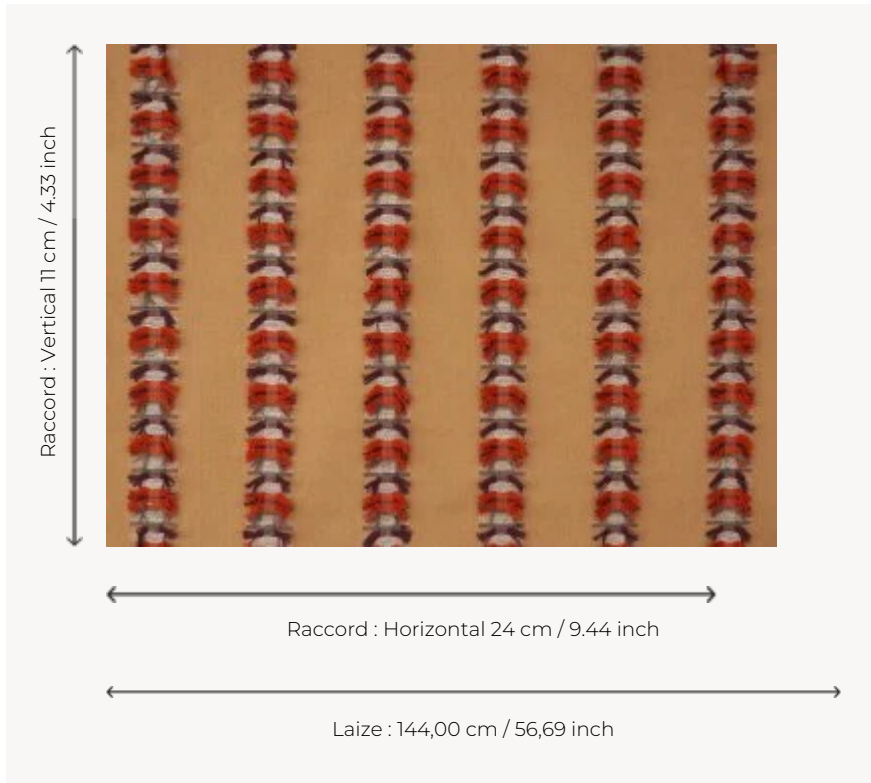 Raccord : Vertical 11 cm / 4.33 inch
Raccord : Horizontal 24 cm / 9.44 inch
Laize : 144,00 cm / 56,69 inch